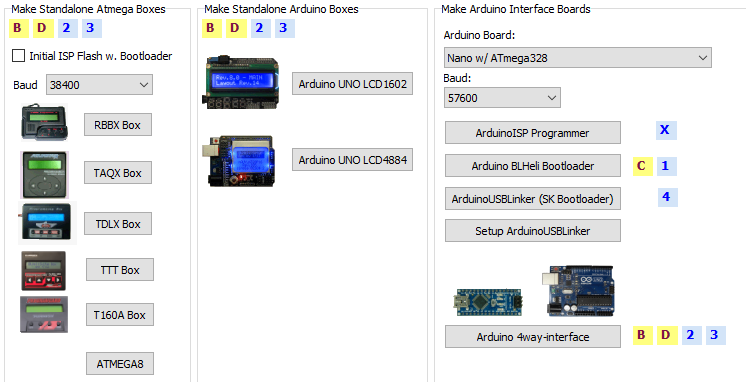 Make Standalone Atmega Boxes
B D 2 3
Initial ISP Flash w. Bootloader
Baud 38400
RBBX Box
TAQX Box
TDLX Box
TTT Box
T160A Box
ATMEGA8
Make Standalone Arduino Boxes
B D 2 3
Arduino UNO LCD1602
Arduino UNO LCD4884
Make Arduino Interface Boards
Arduino Board:
Nano w/ ATmega328
Baud:
57600
ArduinoISP Programmer X
Arduino BLHeli Bootloader C 1
ArduinoUSBLinker (SK Bootloader) 4
Setup ArduinoUSBLinker
Arduino 4way-interface B D 2 3